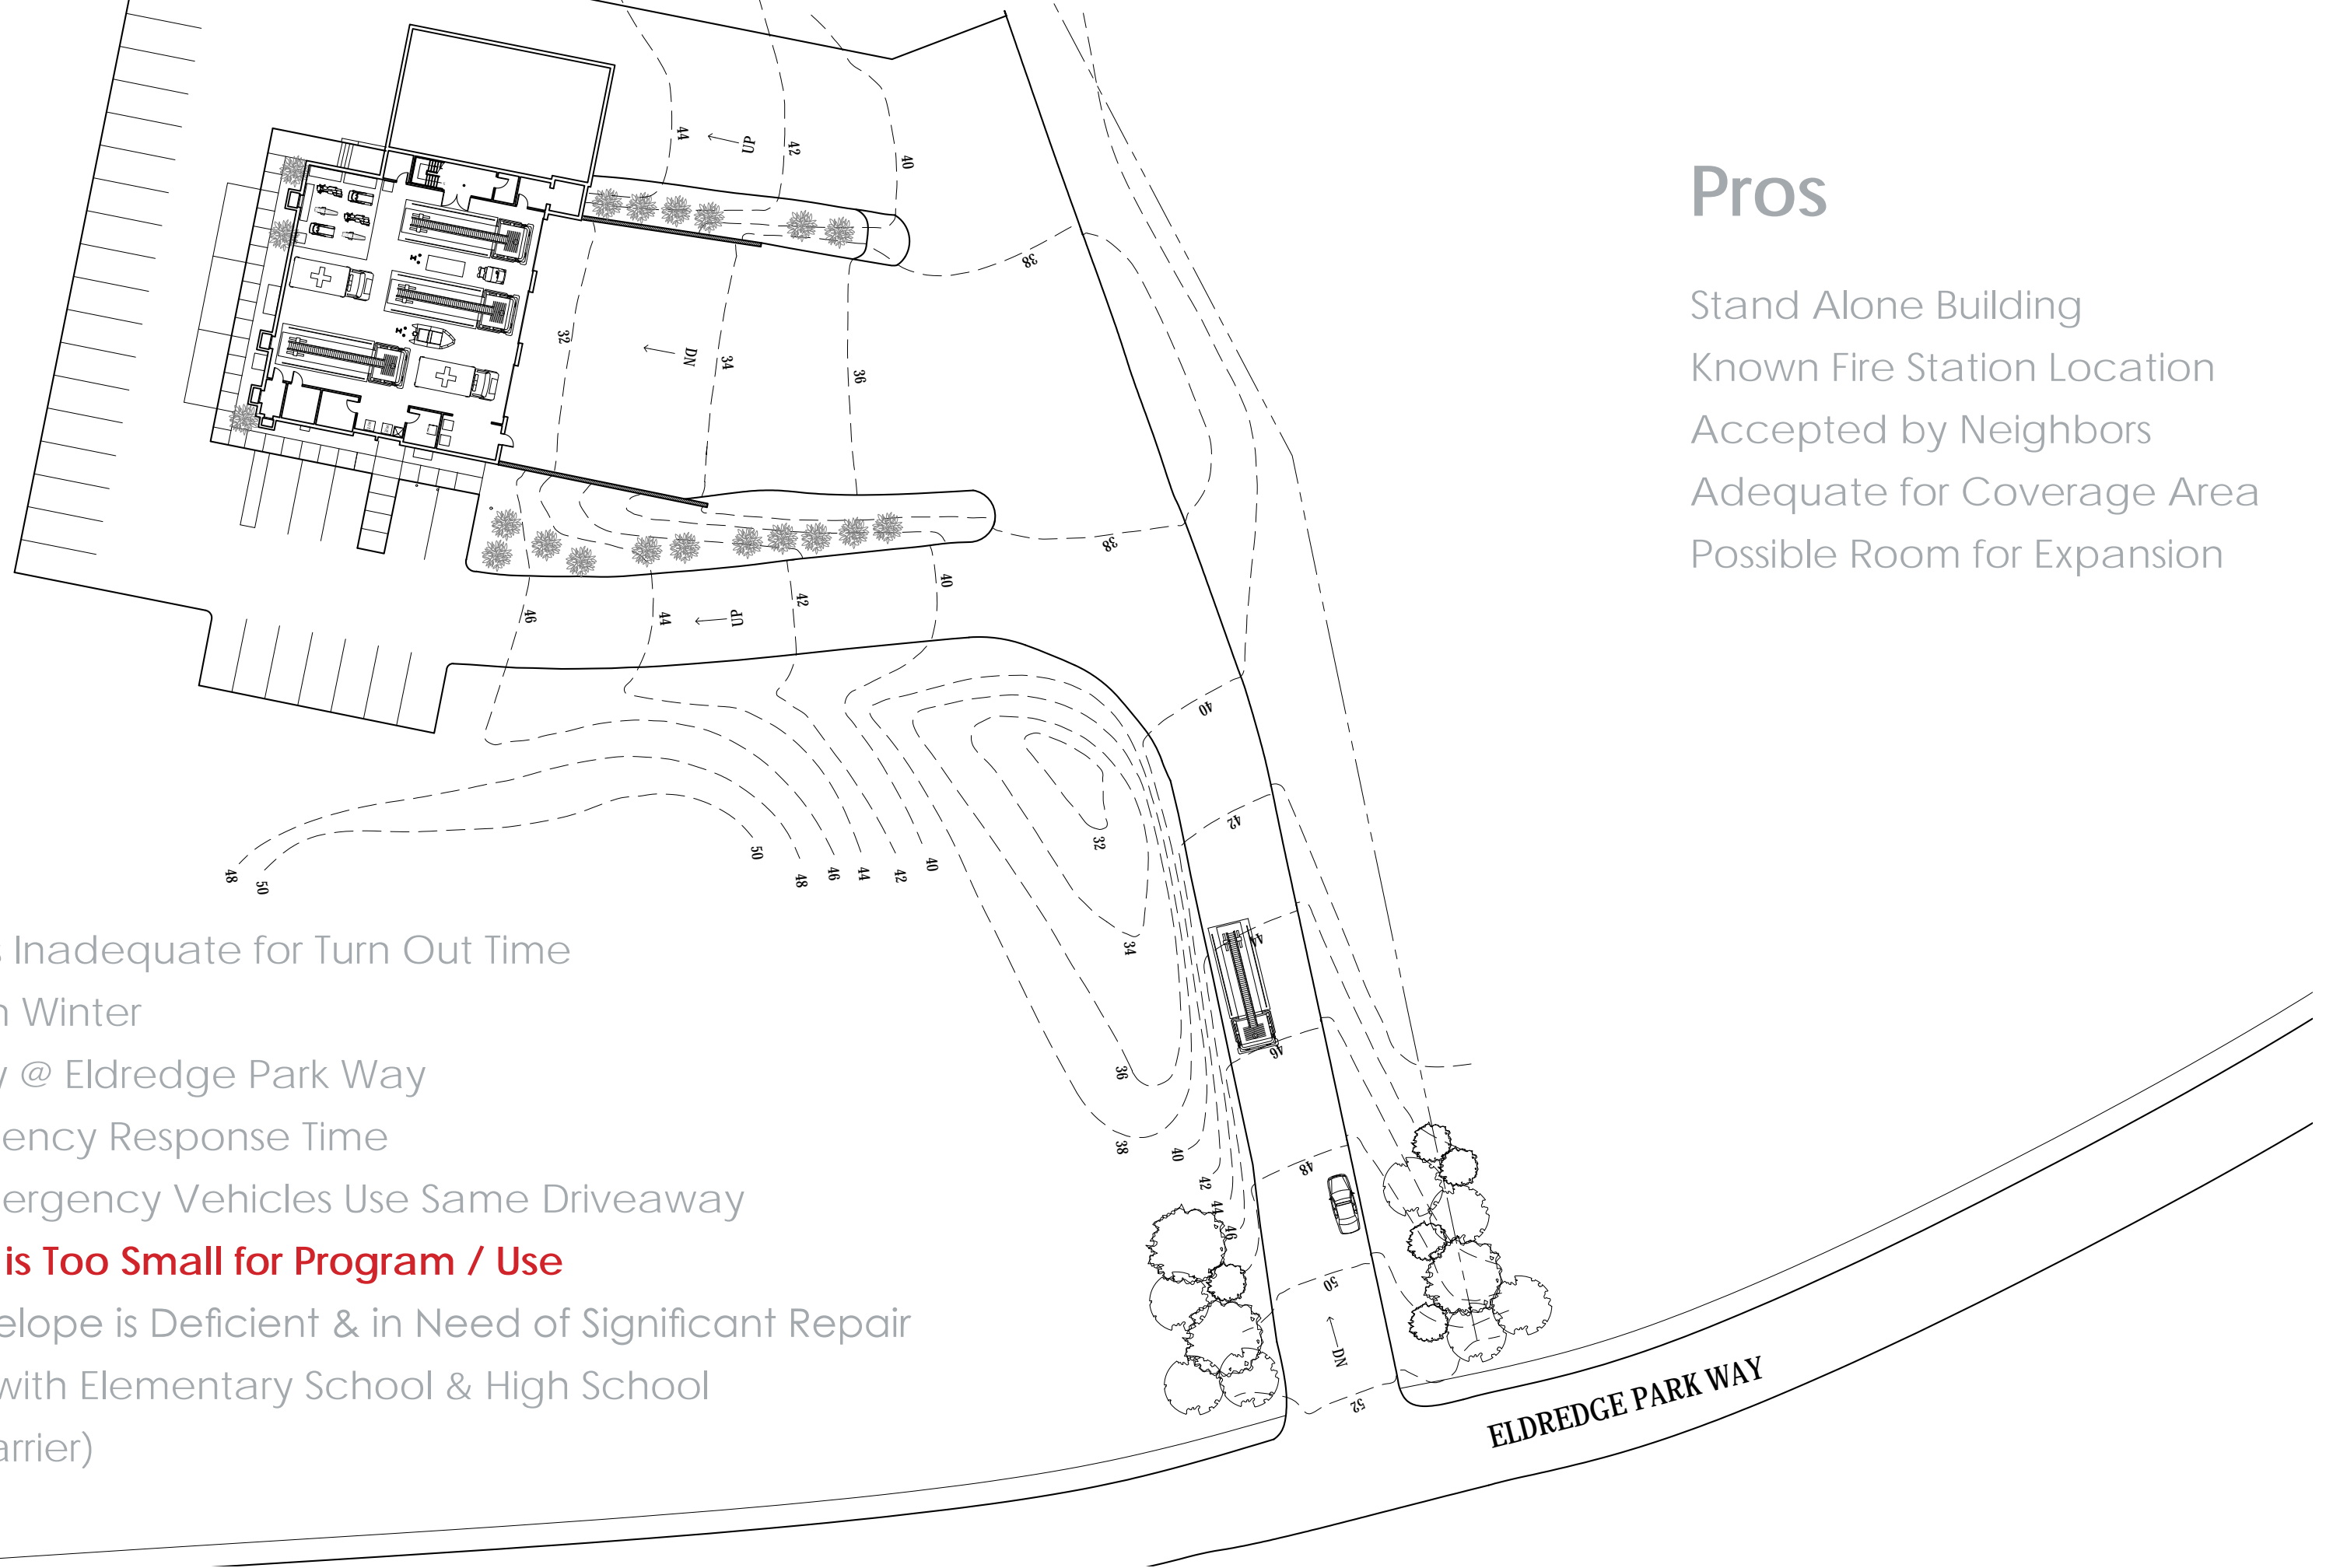 Pros
Stand Alone Building
Known Fire Station Location
Accepted by Neighbors
Adequate for Coverage Area
Possible Room for Expansion
44
UP
42
40
38
32
DN
34
36
38
46
44
UP
42
40
40
42
48
50
50
48
46
44
42
40
32
34
44
46
36
38
40
42
44
46
48
50
DN
52
ELDREDGE PARK WAY
Inadequate for Turn Out Time
Winter
@ Eldredge Park Way
Response Time
Vehicles Use Same Driveaway
is Too Small for Program / Use
is Deficient & in Need of Significant Repair
with Elementary School & High School